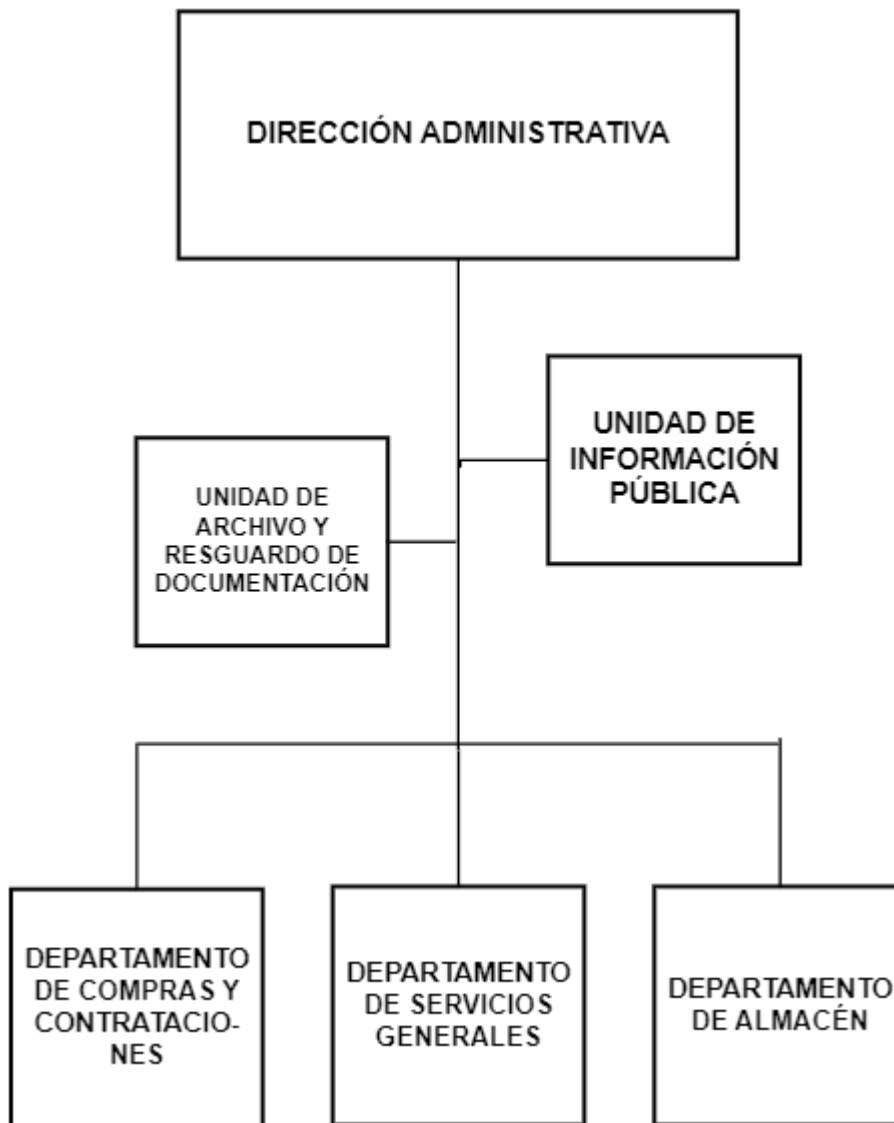 DIRECCIÓN ADMINISTRATIVA
UNIDAD DE
INFORMACIÓN
PÚBLICA
UNIDAD DE
ARCHIVO Y
RESGUARDO DE
DOCUMENTACIÓN
DEPARTAMENTO
DE COMPRAS Y
CONTRATACIO-
NES
DEPARTAMENTO
DE SERVICIOS
GENERALES
DEPARTAMENTO
DE ALMACÉN